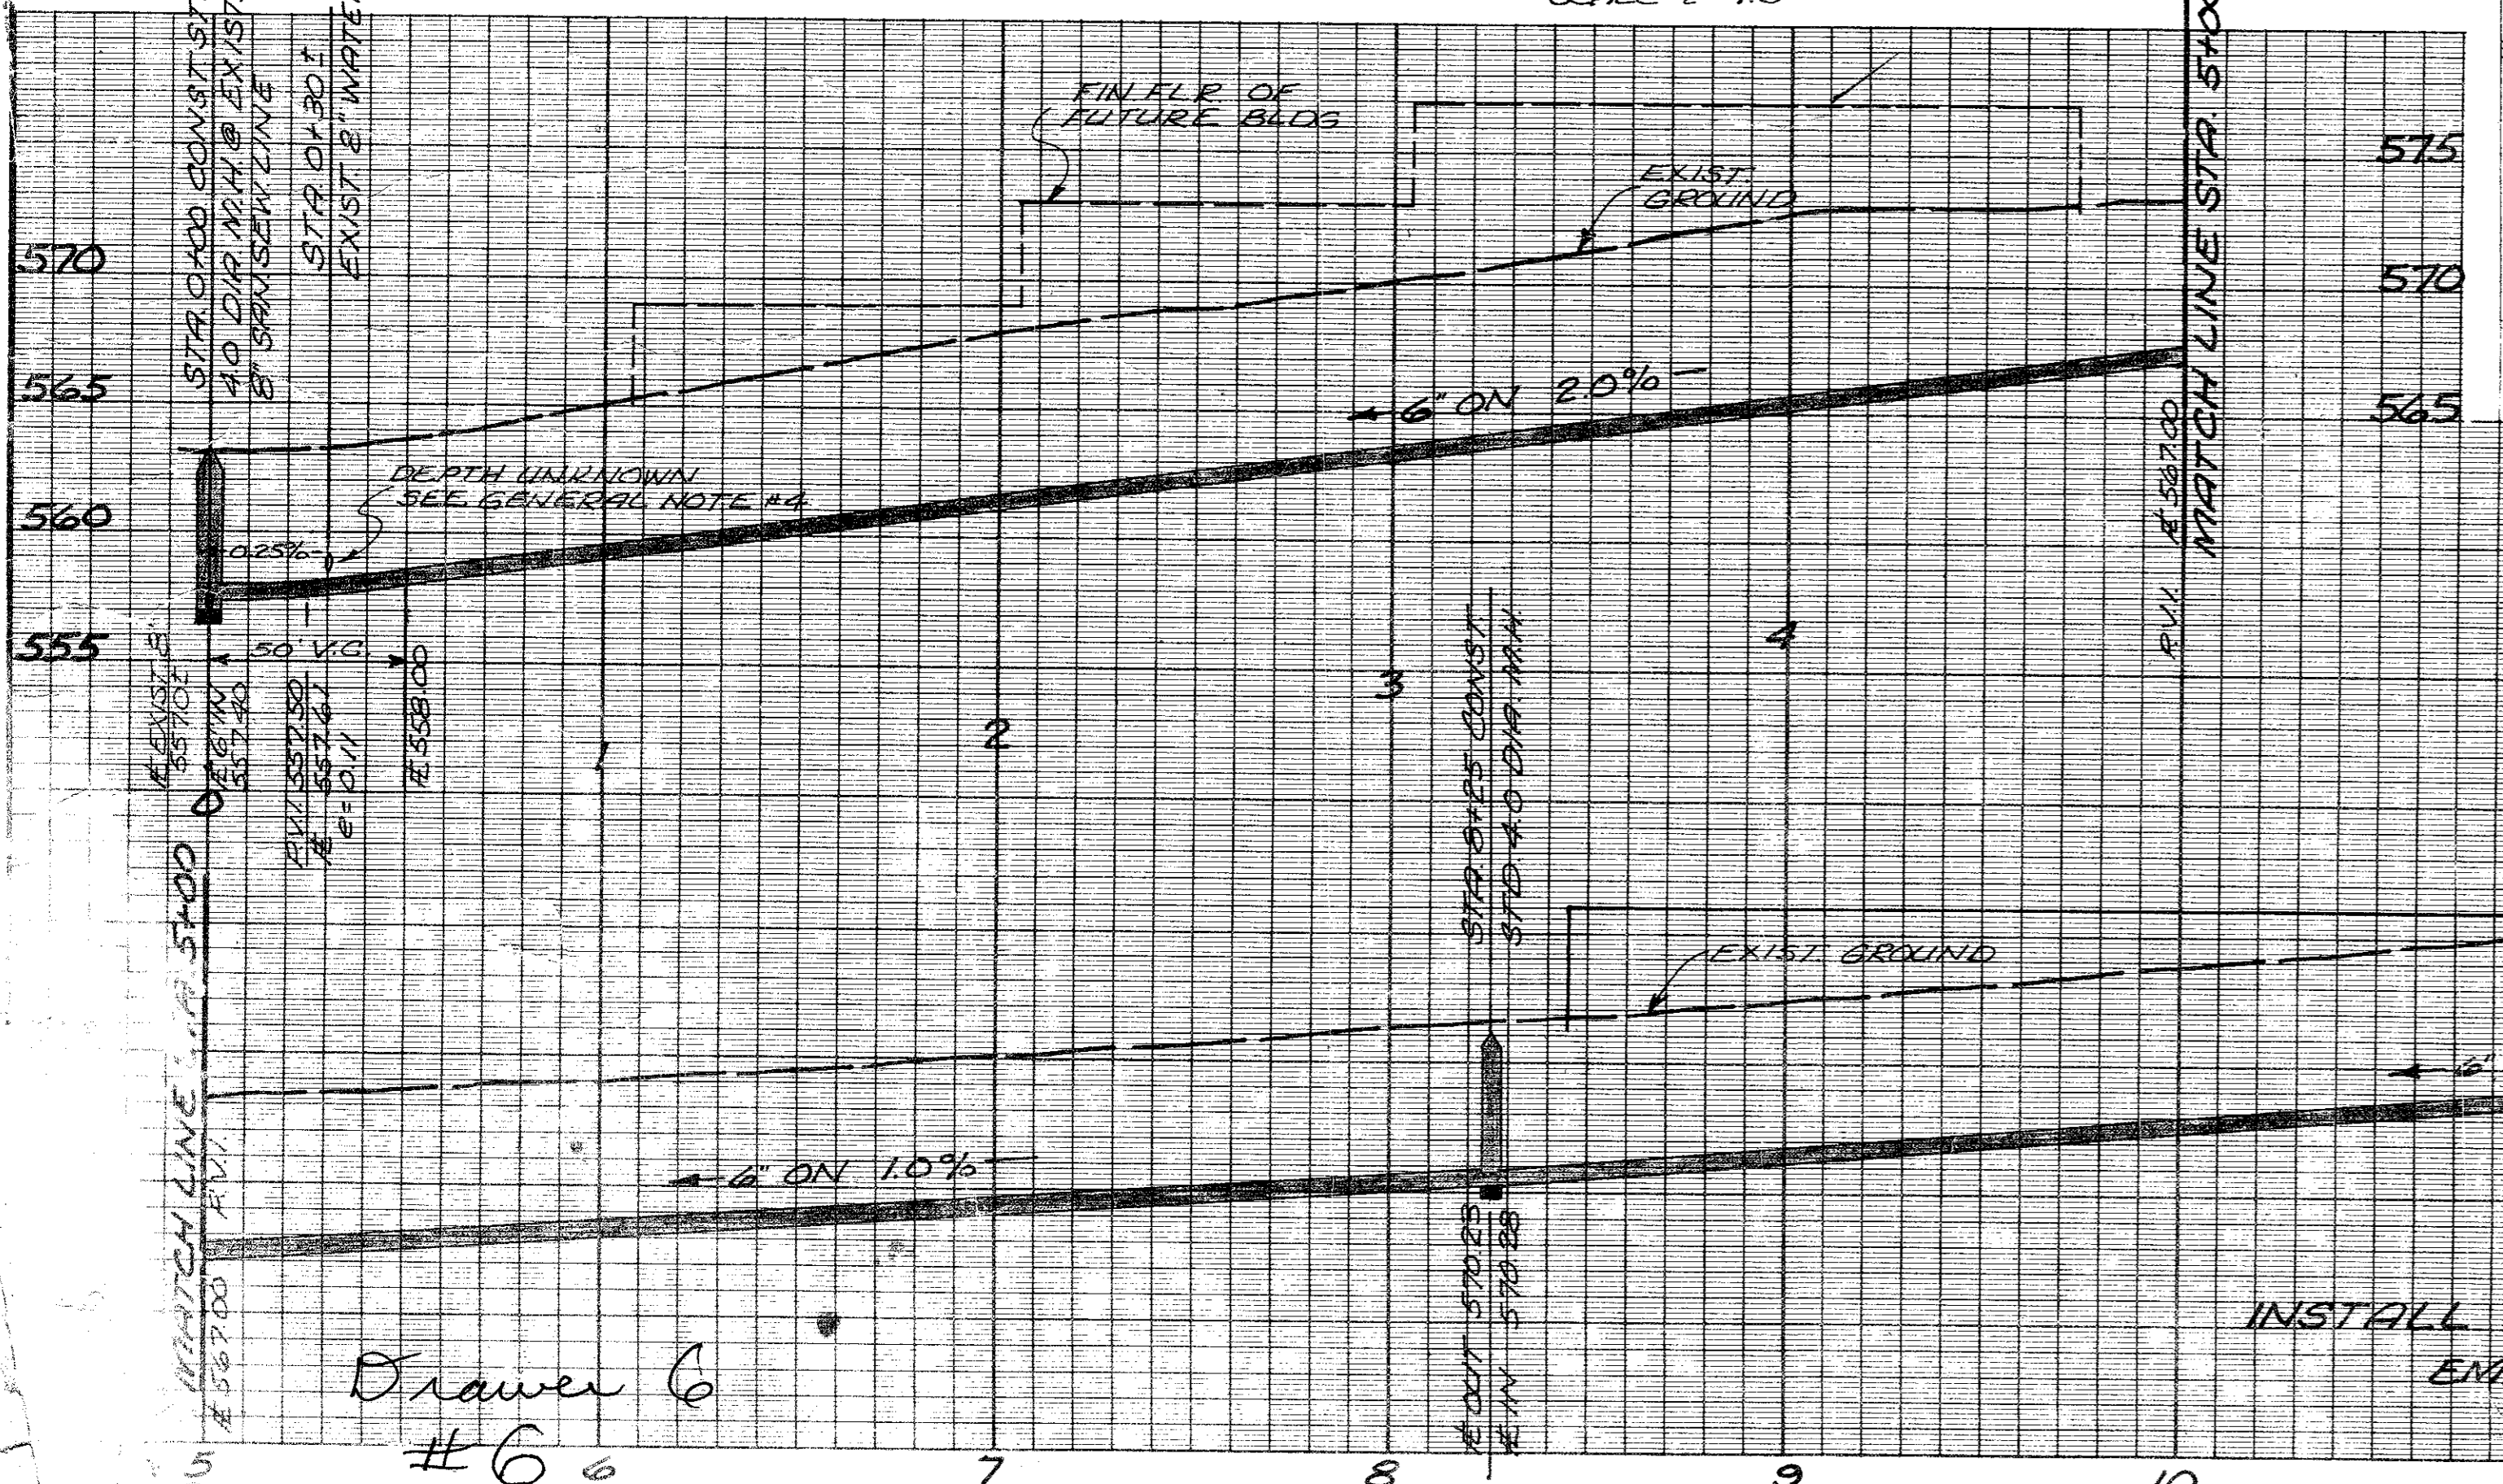 STA. 0+00 CONST. ST
4.0 DIA. M.H. @ EXIST.
8" SAN. SEW. LINE
STA. 0+30 ±
EXIST. 8" WATE
FIN. FLR. OF
FUTURE BLDG
EXIST.
GROUND
MATCH LINE STA. 5+00
575
570
570
565
565
560
555
6" ON 2.0%
DEPTH UNKNOWN
SEE GENERAL NOTE #4
0.25%
50' V.C.
EXIST 8"
557.0±
6" IN
557.40
P.V.I. 557.50
557.61
e=0.11
558.00
P.V.I. 567.00
0
1
2
3
4
STA. 8+25 CONST.
STD. 4.0 DIA. M.H.
EXIST. GROUND
MATCH LINE 5+00
567.00 P.V.I.
6" ON 1.0%
6"
OUT 570.23
IN 570.28
INSTALL
Drawer 6
#6
5
6
7
8
9
10